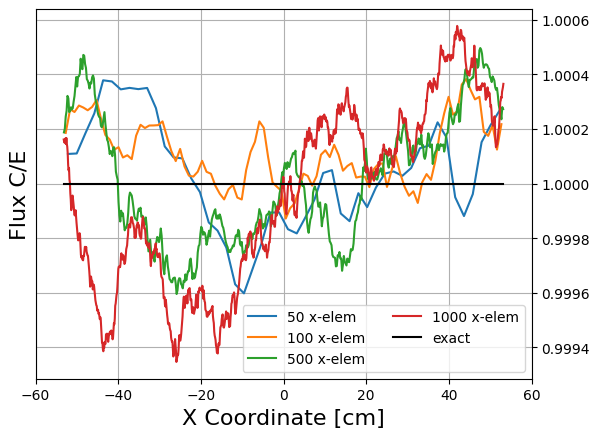 1.0006
1.0004
1.0002
1.0000
0.9998
0.9996
0.9994
Flux C/E
50 x-elem
100 x-elem
500 x-elem
1000 x-elem
exact
−60 −40 −20 0 20 40 60
X Coordinate [cm]